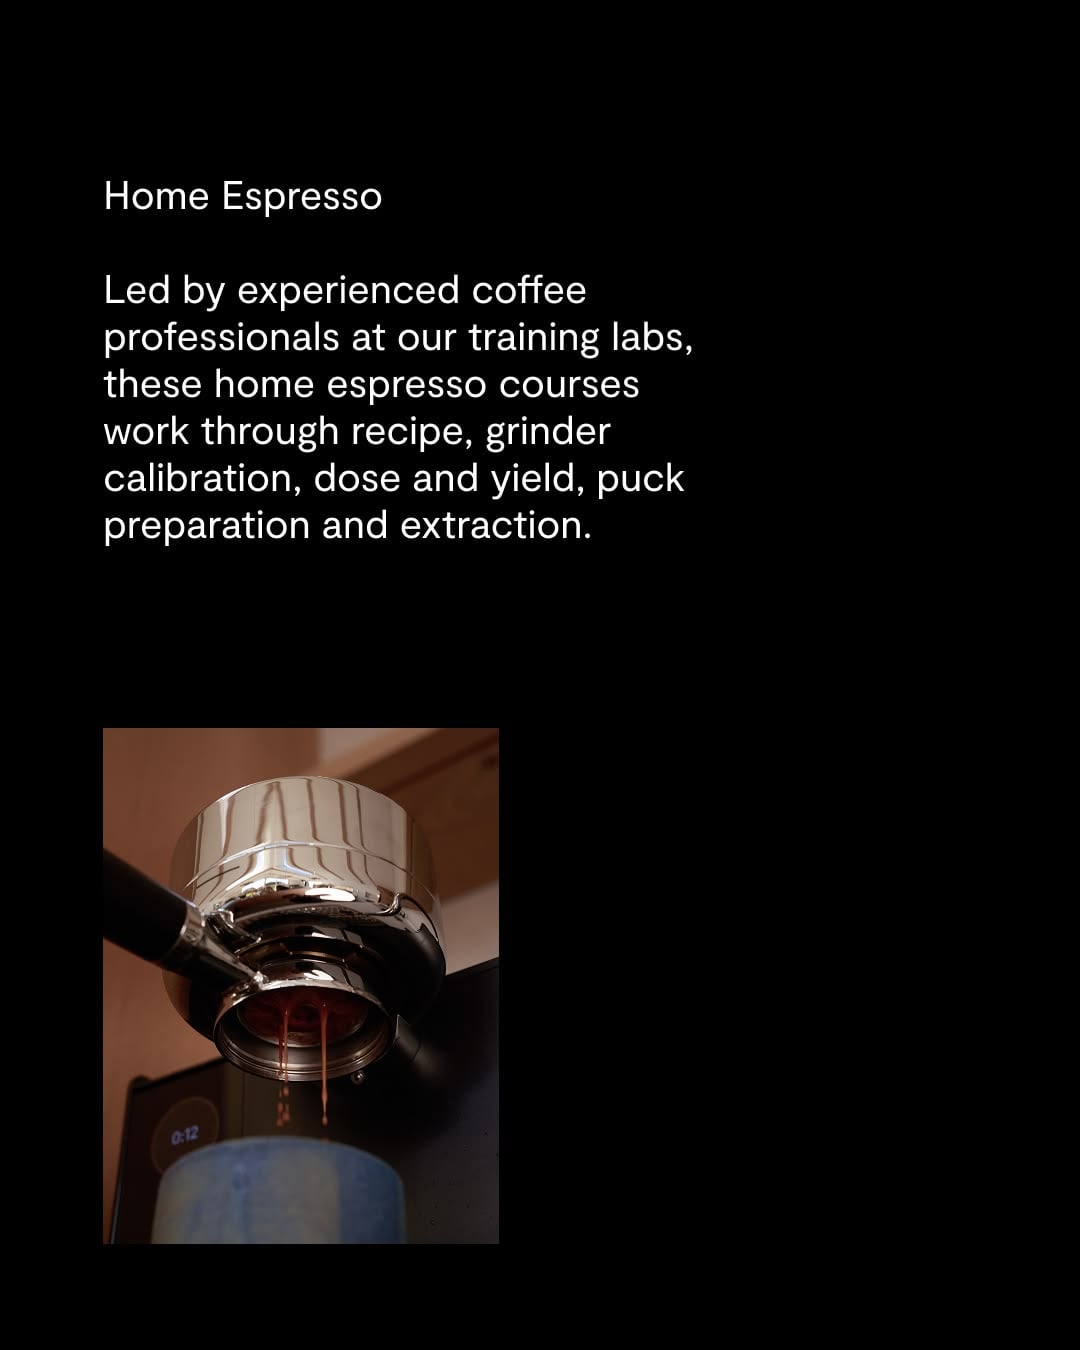 Home Espresso
Led by experienced coffee
professionals at our training labs,
these home espresso courses
work through recipe, grinder
calibration, dose and yield, puck
preparation and extraction.
0:12